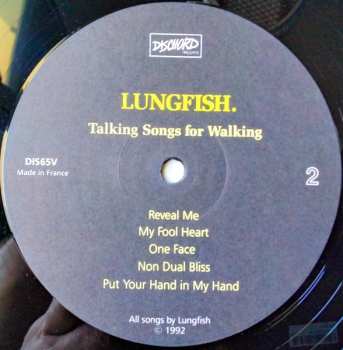 DISCHORD
RECORDS
LUNGFISH.
Talking Songs for Walking
DIS65V
Made in France
2
Reveal Me
My Fool Heart
One Face
Non Dual Bliss
Put Your Hand in My Hand
All songs by Lungfish
© 1992